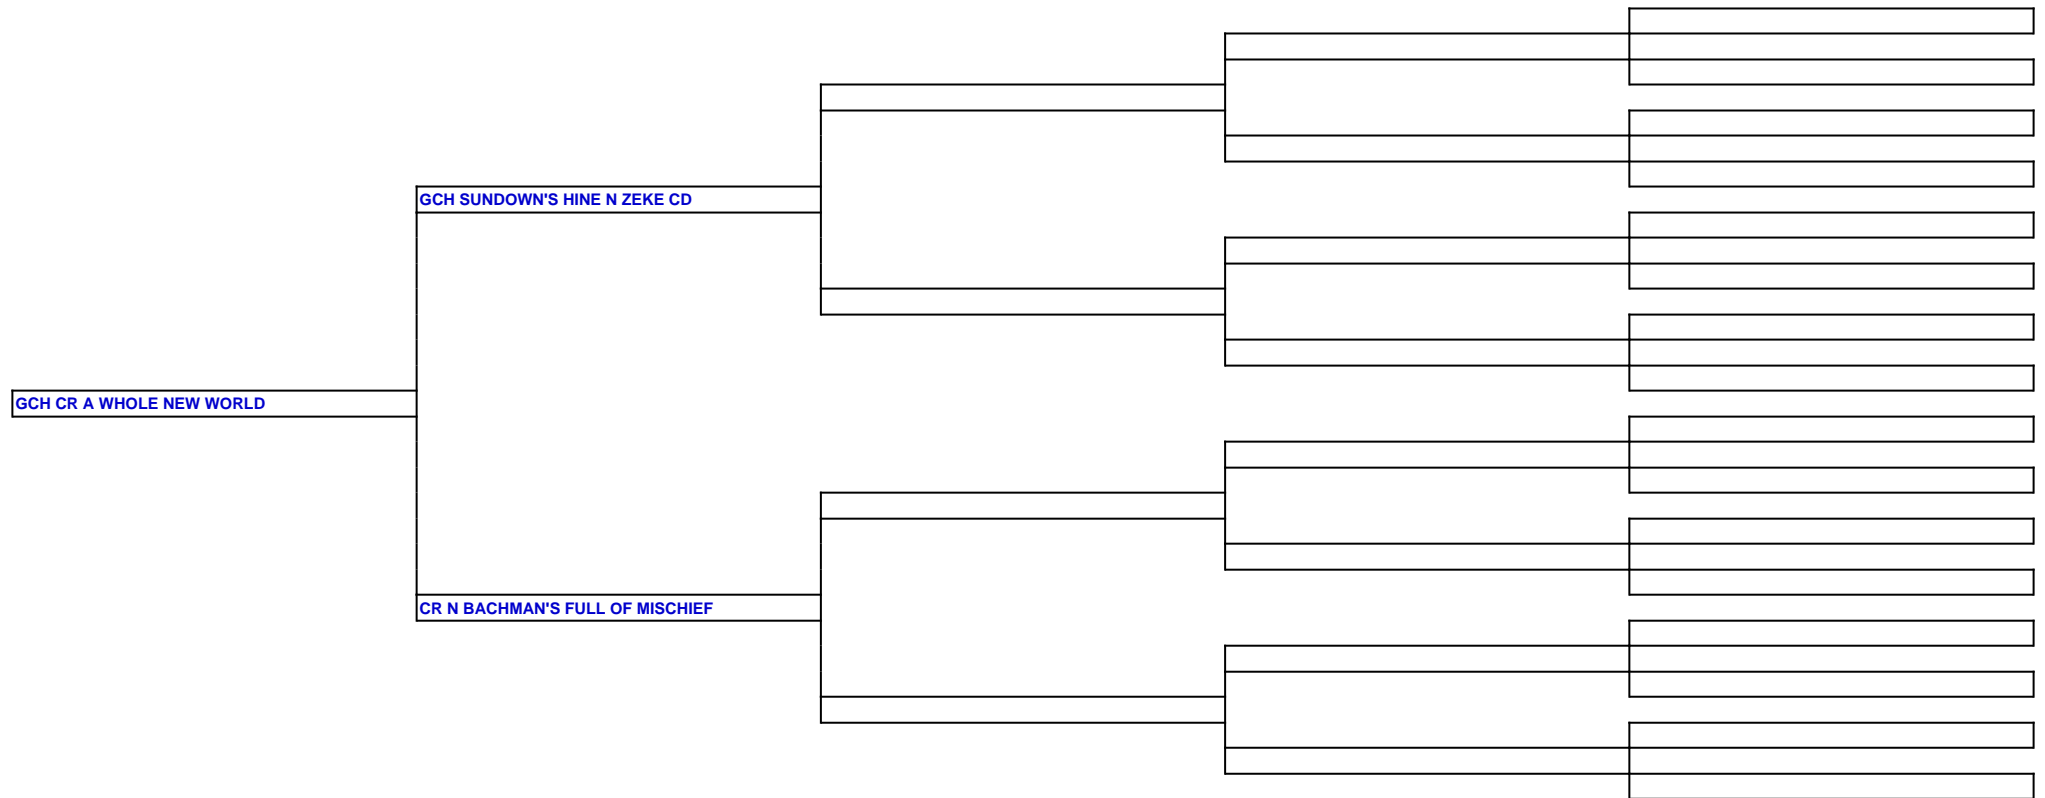 GCH SUNDOWN'S HINE N ZEKE CD
GCH CR A WHOLE NEW WORLD
CR N BACHMAN'S FULL OF MISCHIEF